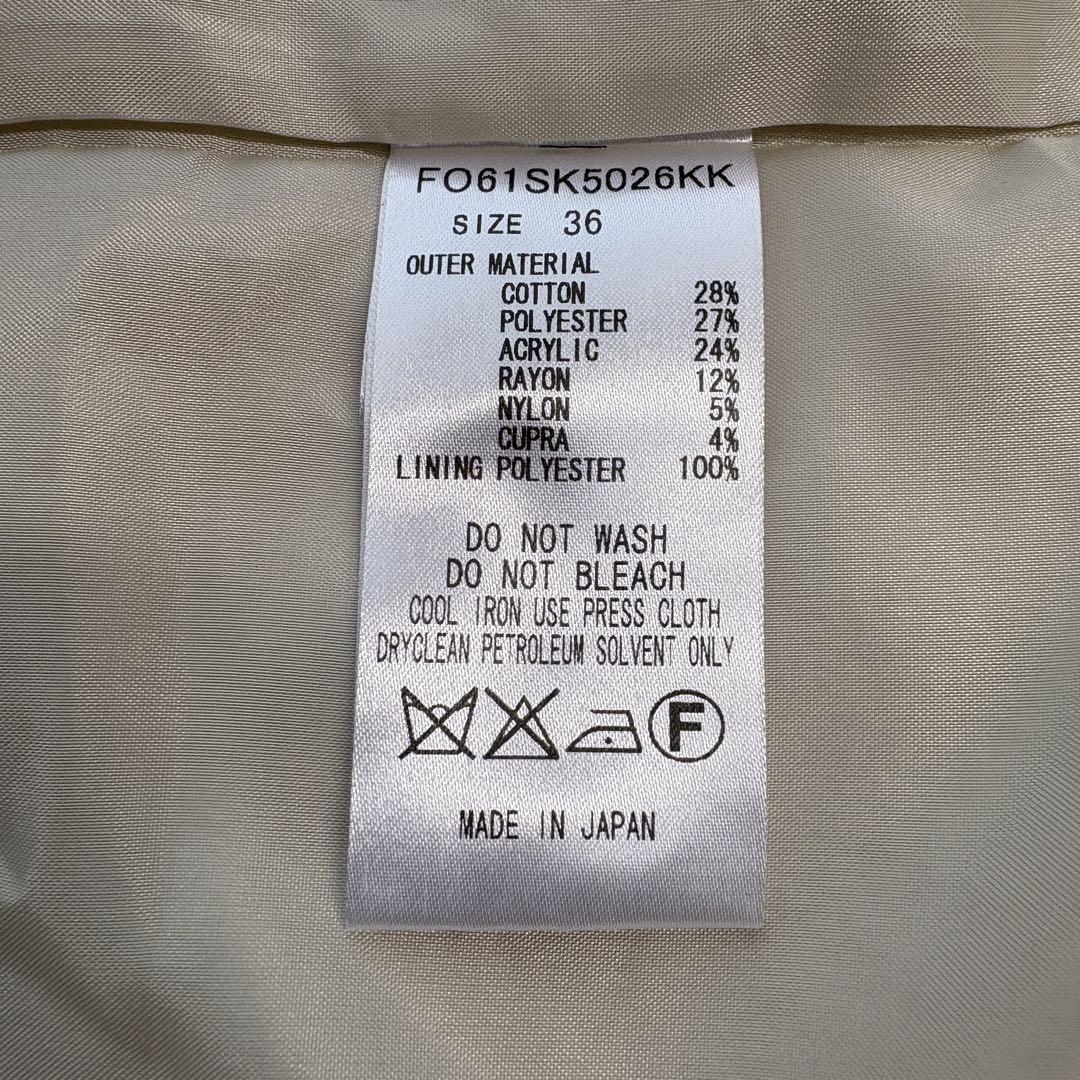 FO61SK5026KK
SIZE 36
OUTER MATERIAL
COTTON 28%
POLYESTER 27%
ACRYLIC 24%
RAYON 12%
NYLON 5%
CUPRA 4%
LINING POLYESTER 100%
DO NOT WASH
DO NOT BLEACH
COOL IRON USE PRESS CLOTH
DRYCLEAN PETROLEUM SOLVENT ONLY
F
MADE IN JAPAN